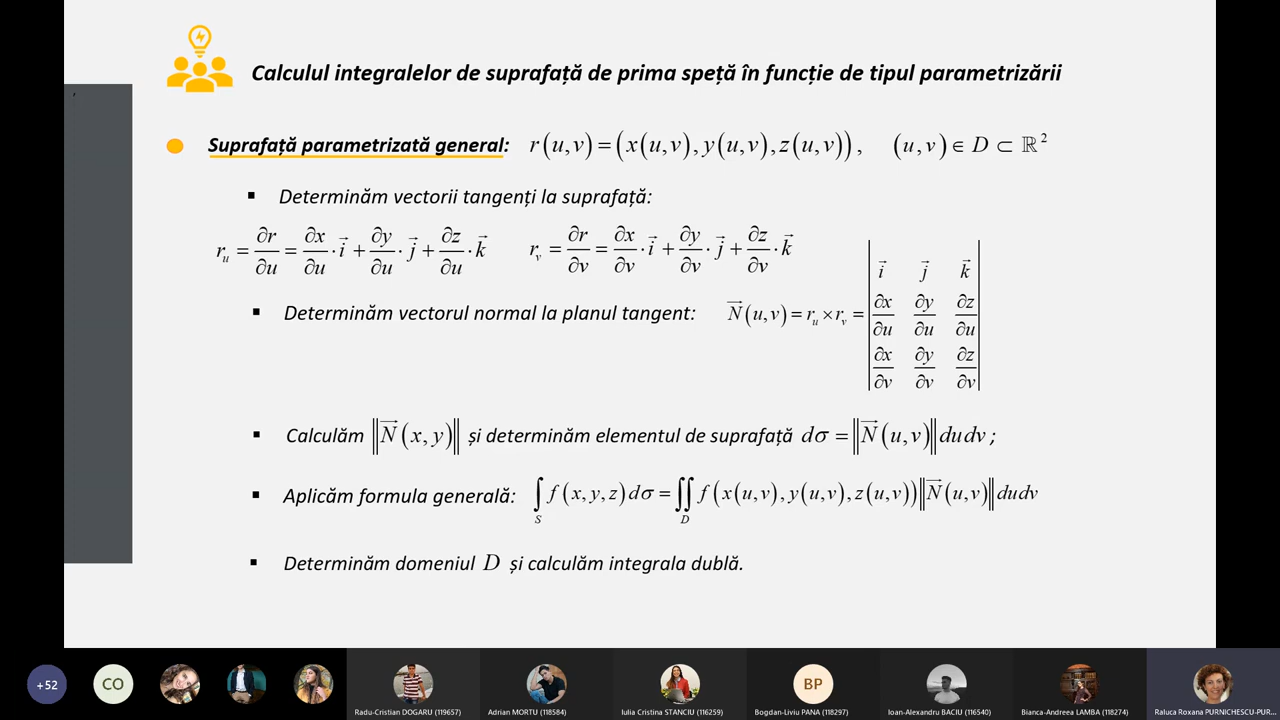 Calculul integralelor de suprafață de prima speță în funcție de tipul parametrizării
Suprafață parametrizată general: r(u,v)=(x(u,v),y(u,v),z(u,v)), (u,v)∈D⊂ℝ²
▪ Determinăm vectorii tangenți la suprafață:
r_u = ∂r/∂u = ∂x/∂u · i⃗ + ∂y/∂u · j⃗ + ∂z/∂u · k⃗ r_v = ∂r/∂v = ∂x/∂v · i⃗ + ∂y/∂v · j⃗ + ∂z/∂v · k⃗
▪ Determinăm vectorul normal la planul tangent: N⃗(u,v) = r_u × r_v = | i⃗ j⃗ k⃗ ; ∂x/∂u ∂y/∂u ∂z/∂u ; ∂x/∂v ∂y/∂v ∂z/∂v |
▪ Calculăm ‖N⃗(x,y)‖ și determinăm elementul de suprafață dσ = ‖N⃗(u,v)‖dudv ;
▪ Aplicăm formula generală: ∫_S f(x,y,z)dσ = ∬_D f(x(u,v),y(u,v),z(u,v))‖N⃗(u,v)‖dudv
▪ Determinăm domeniul D și calculăm integrala dublă.
+52 CO BP
Radu-Cristian DOGARU (119657) Adrian MORTU (118584) Iulia Cristina STANCIU (116259) Bogdan-Liviu PANA (118297) Ioan-Alexandru BACIU (116540) Bianca-Andreea LAMBA (118274) Raluca Roxana PURNICHESCU-PUR...